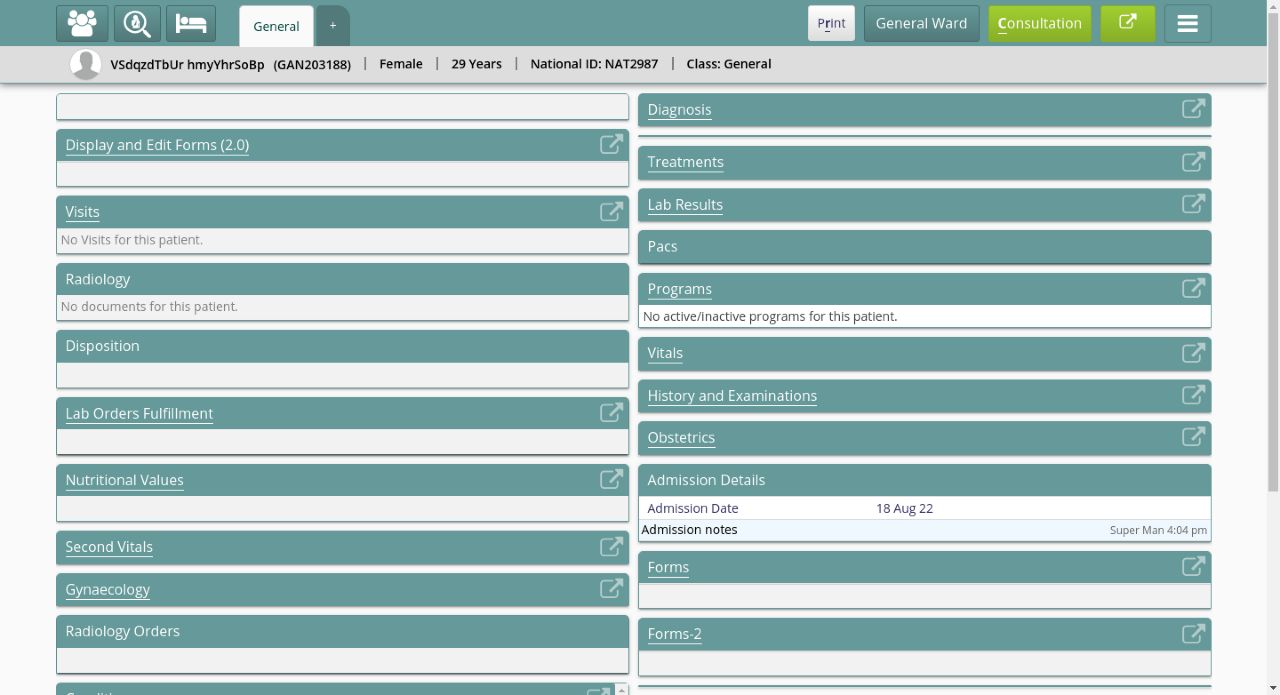 General
+
Print
General Ward
Consultation
VSdqzdTbUr hmyYhrSoBp (GAN203188) | Female | 29 Years | National ID: NAT2987 | Class: General
Display and Edit Forms (2.0)
Visits
No Visits for this patient.
Radiology
No documents for this patient.
Disposition
Lab Orders Fulfillment
Nutritional Values
Second Vitals
Gynaecology
Radiology Orders
Diagnosis
Treatments
Lab Results
Pacs
Programs
No active/inactive programs for this patient.
Vitals
History and Examinations
Obstetrics
Admission Details
Admission Date 18 Aug 22
Admission notes Super Man 4:04 pm
Forms
Forms-2